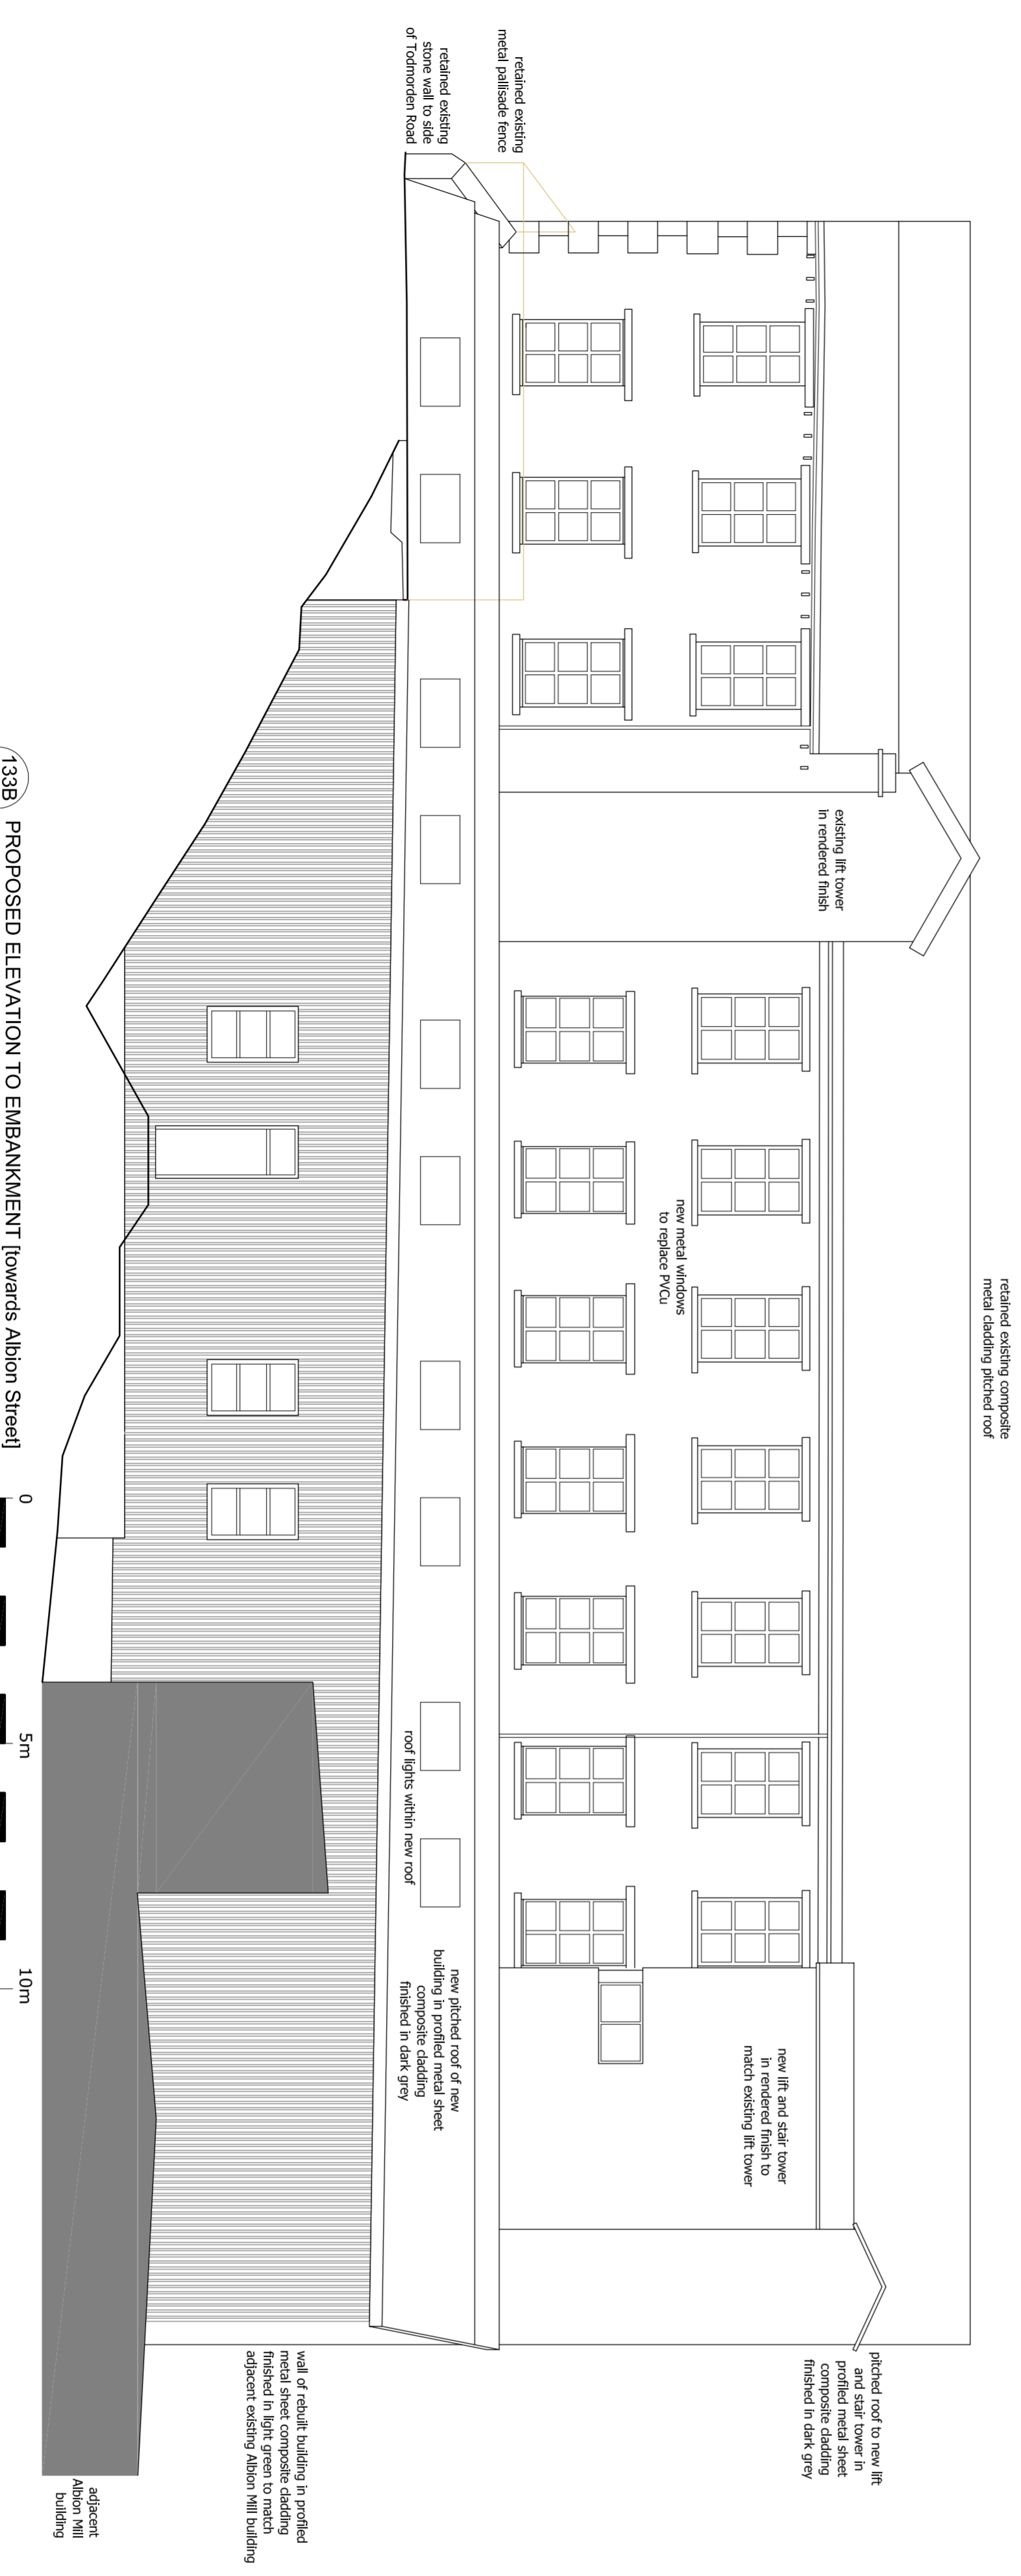 retained existing
stone wall to side
of Todmorden Road
retained existing
metal pallisade fence
existing lift tower
in rendered finish
retained existing composite
metal cladding pitched roof
new metal windows
to replace PVCu
roof lights within new roof
new pitched roof of new
building in profiled metal sheet
composite cladding
finished in dark grey
new lift and stair tower
in rendered finish to
match existing lift tower
pitched roof to new lift
and stair tower in
profiled metal sheet
composite cladding
finished in dark grey
wall of rebuilt building in profiled
metal sheet composite cladding
finished in light green to match
adjacent existing Albion Mill building
adjacent
Albion Mill
building
133B PROPOSED ELEVATION TO EMBANKMENT [towards Albion Street]
0 5m 10m